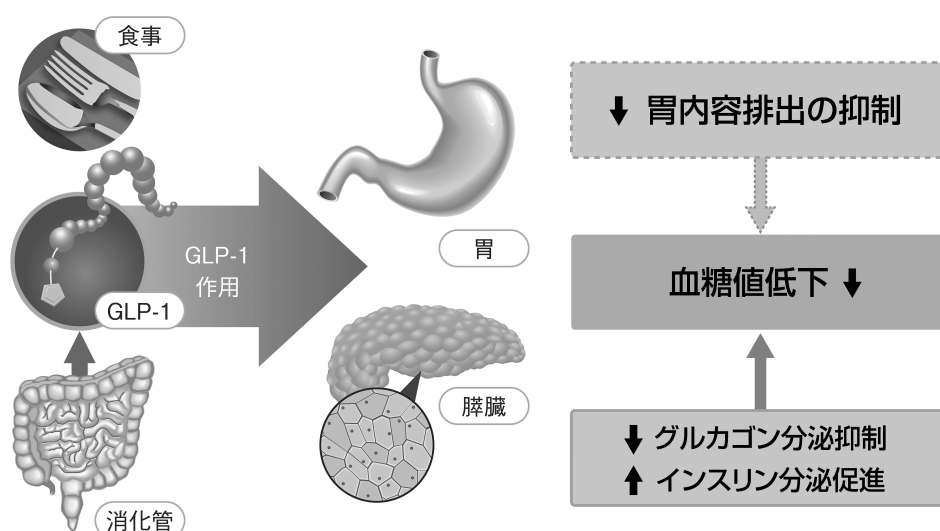 食事
GLP-1
作用
GLP-1
消化管
胃
膵臓
↓ 胃内容排出の抑制
血糖値低下 ↓
↓ グルカゴン分泌抑制
↑ インスリン分泌促進